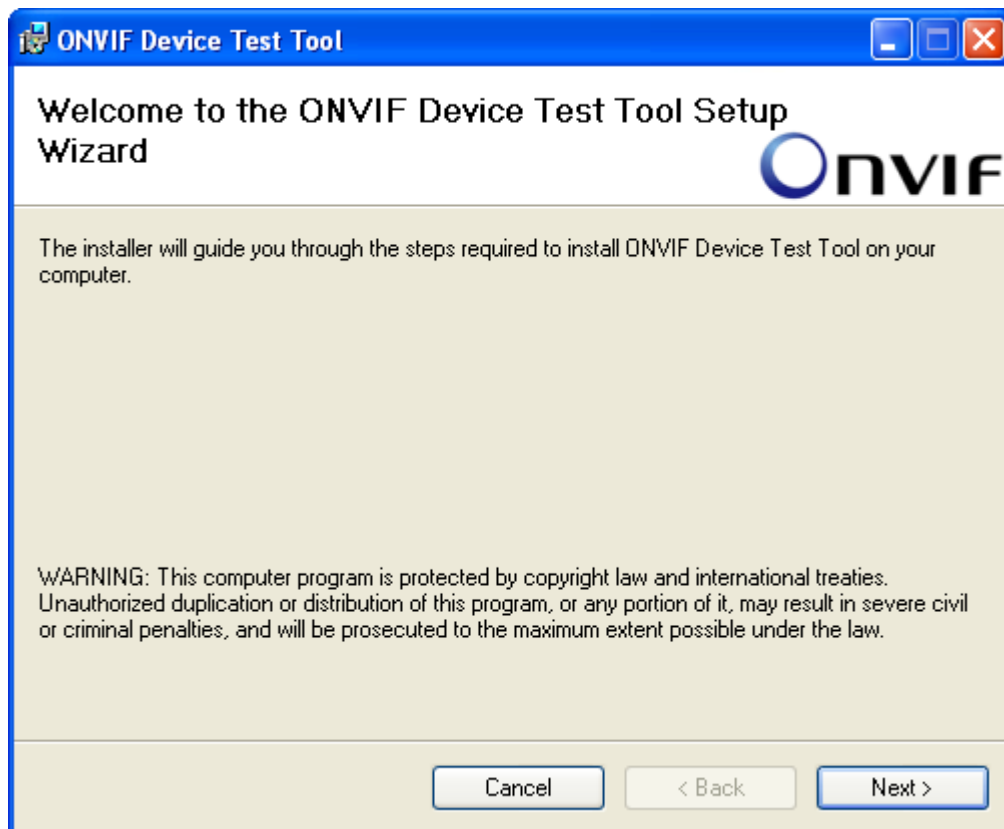 ONVIF Device Test Tool
Welcome to the ONVIF Device Test Tool Setup
Wizard
ONVIF
The installer will guide you through the steps required to install ONVIF Device Test Tool on your
computer.
WARNING: This computer program is protected by copyright law and international treaties.
Unauthorized duplication or distribution of this program, or any portion of it, may result in severe civil
or criminal penalties, and will be prosecuted to the maximum extent possible under the law.
Cancel
< Back
Next >